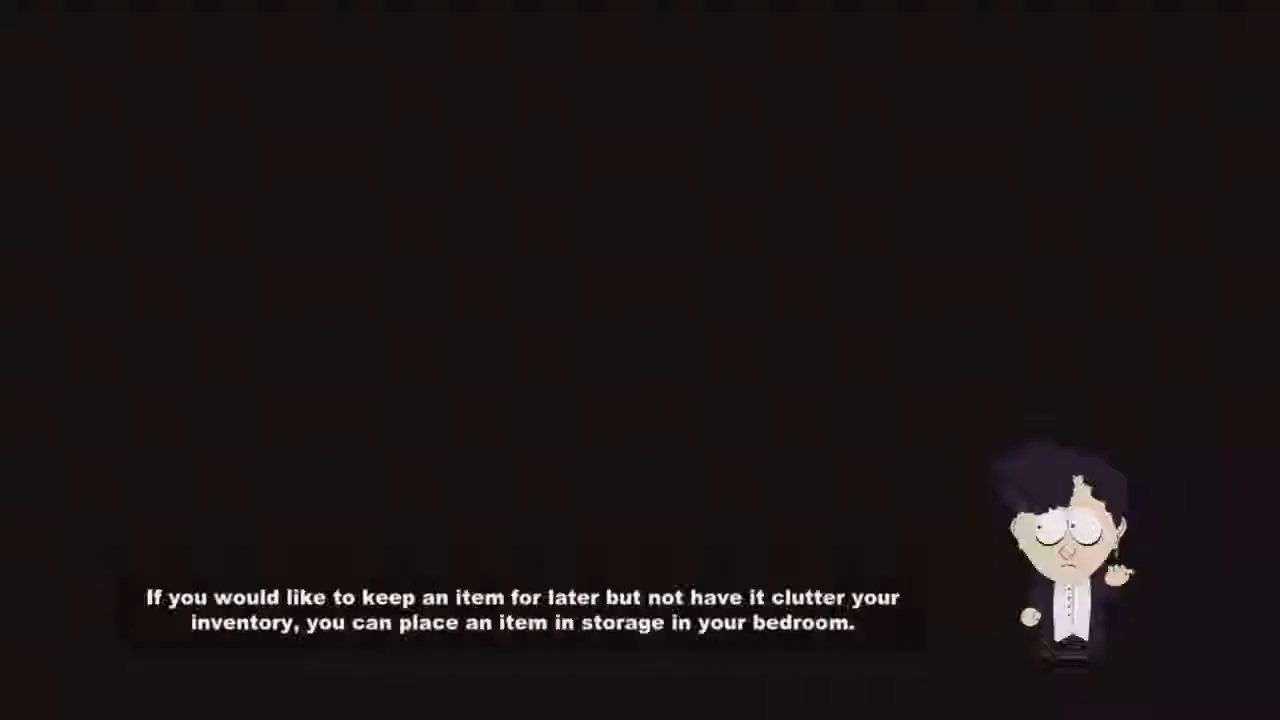 If you would like to keep an item for later but not have it clutter your
inventory, you can place an item in storage in your bedroom.